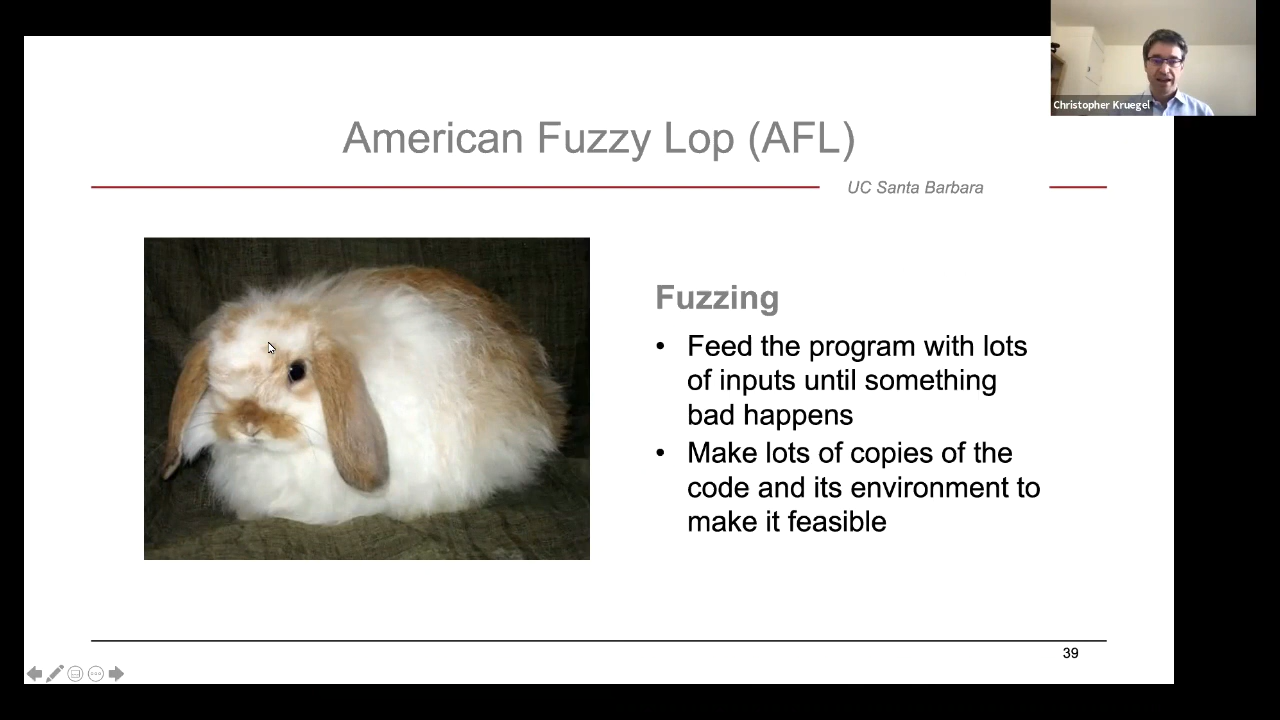 Christopher Kruegel
American Fuzzy Lop (AFL)
UC Santa Barbara
Fuzzing
• Feed the program with lots
of inputs until something
bad happens
• Make lots of copies of the
code and its environment to
make it feasible
39